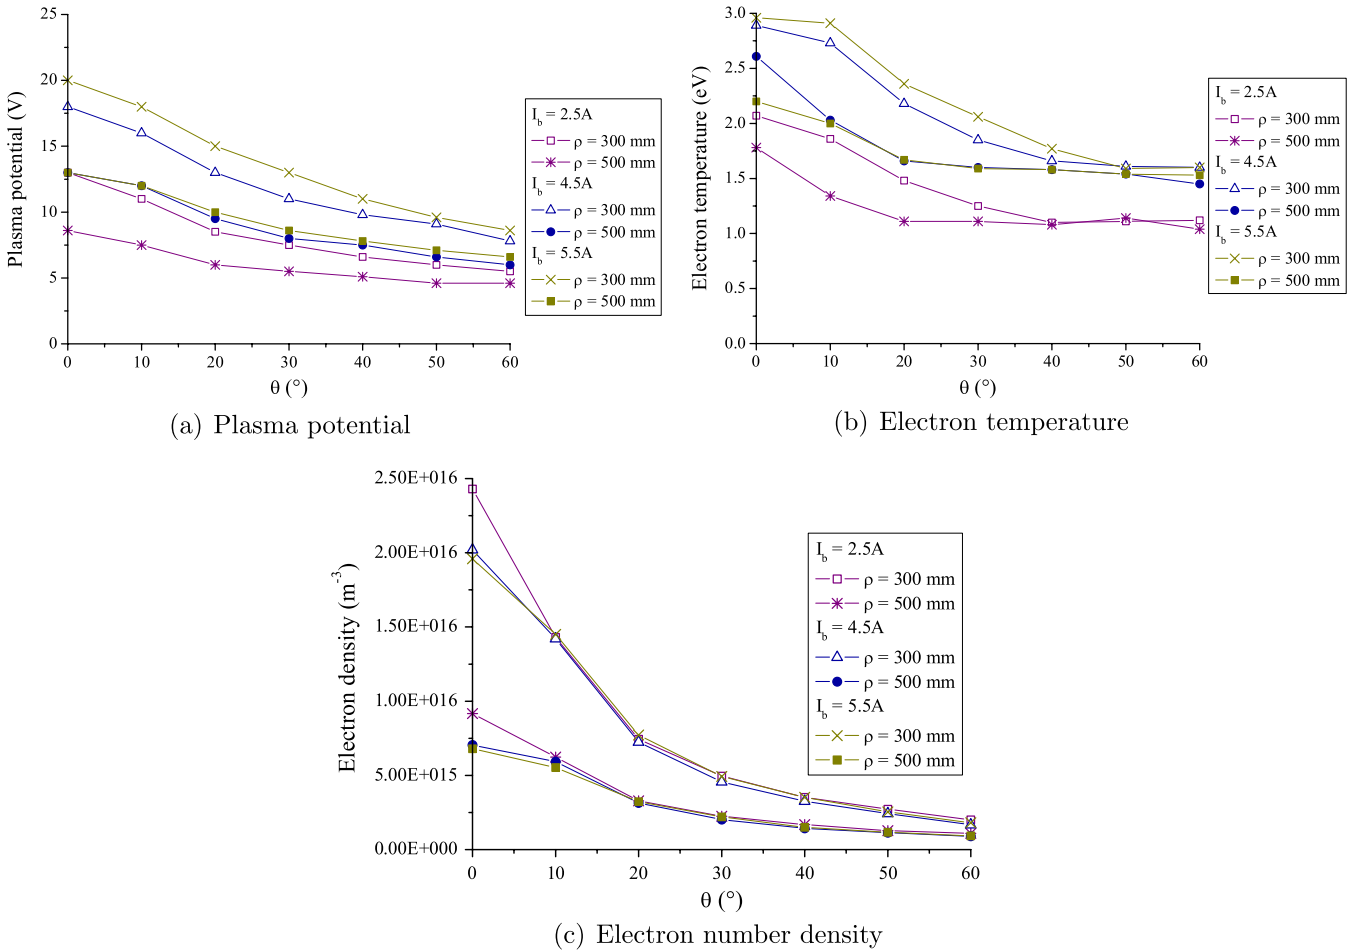 25
20
15
10
5
0
0 10 20 30 40 50 60
Plasma potential (V)
θ (°)
I_b = 2.5A
ρ = 300 mm
ρ = 500 mm
I_b = 4.5A
ρ = 300 mm
ρ = 500 mm
I_b = 5.5A
ρ = 300 mm
ρ = 500 mm
(a) Plasma potential
3.0
2.5
2.0
1.5
1.0
0.5
0.0
0 10 20 30 40 50 60
Electron temperature (eV)
θ (°)
I_b = 2.5A
ρ = 300 mm
ρ = 500 mm
I_b = 4.5A
ρ = 300 mm
ρ = 500 mm
I_b = 5.5A
ρ = 300 mm
ρ = 500 mm
(b) Electron temperature
2.50E+016
2.00E+016
1.50E+016
1.00E+016
5.00E+015
0.00E+000
0 10 20 30 40 50 60
Electron density (m⁻³)
θ (°)
I_b = 2.5A
ρ = 300 mm
ρ = 500 mm
I_b = 4.5A
ρ = 300 mm
ρ = 500 mm
I_b = 5.5A
ρ = 300 mm
ρ = 500 mm
(c) Electron number density